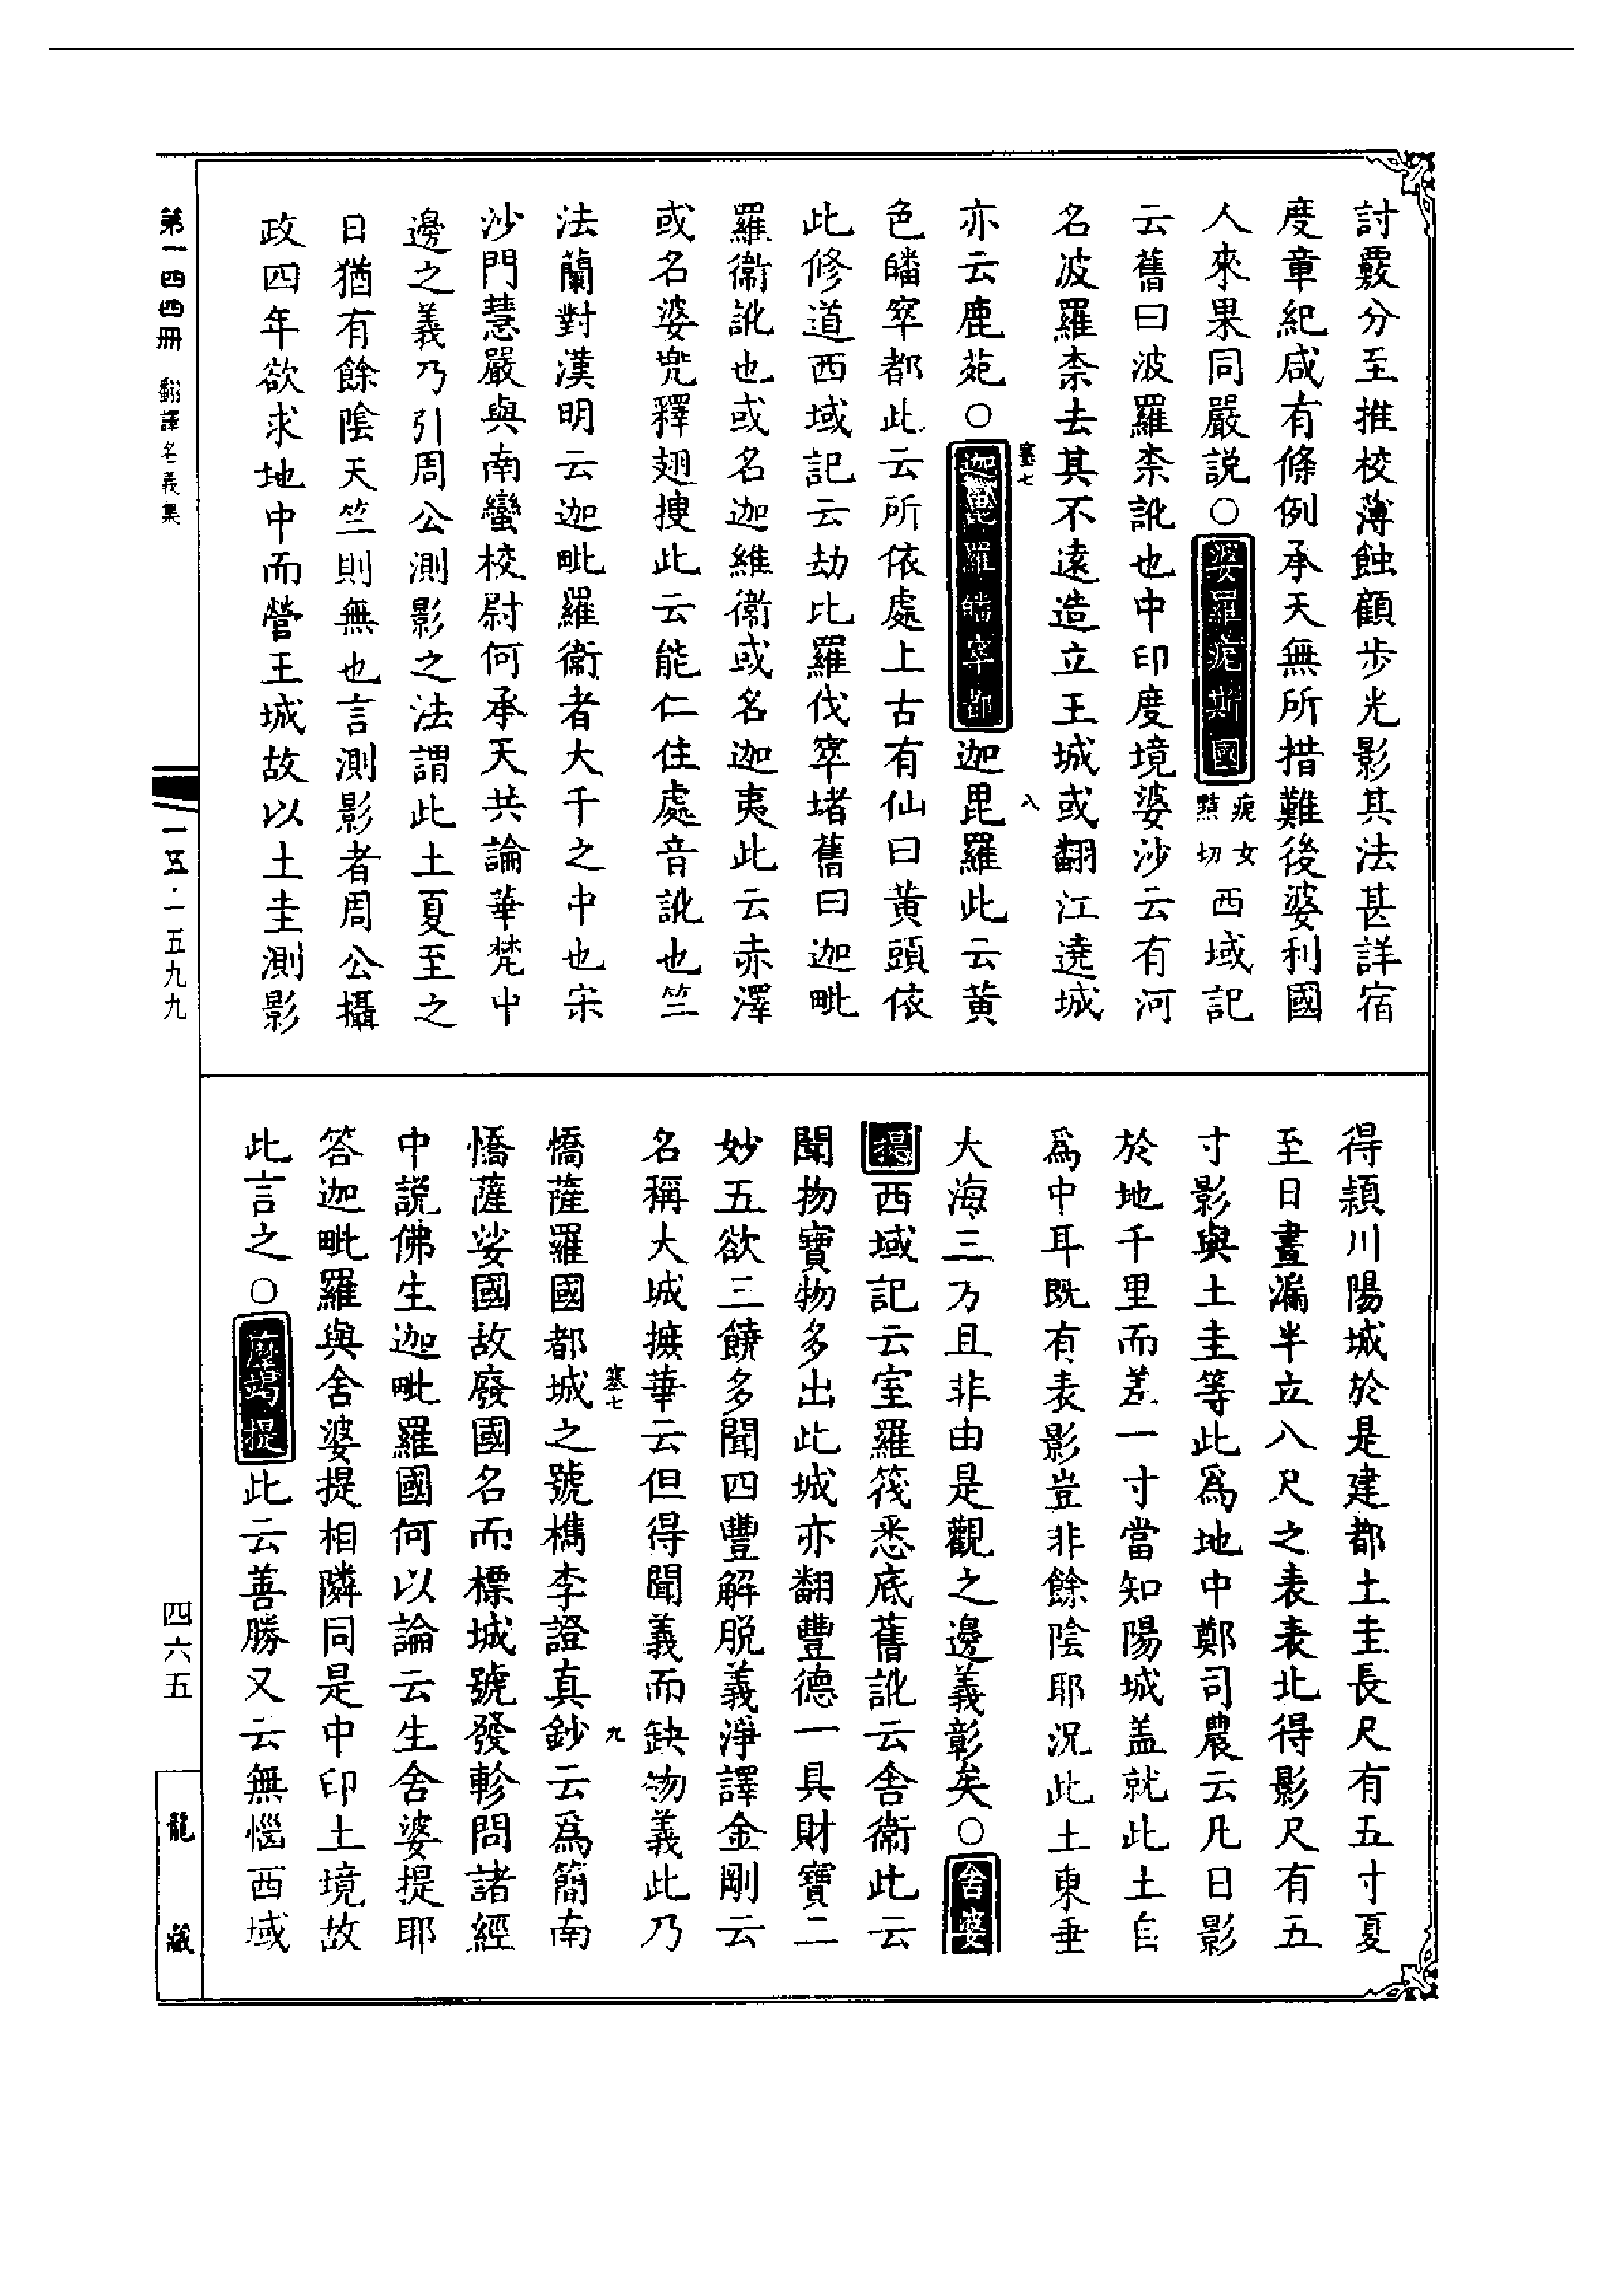 討覈分至推校薄蝕顧步光影其法甚詳宿
度章紀咸有條例承天無所措難後婆利國
人來果同嚴說○婆羅痆斯國痆女黠切西域記
云舊曰波羅柰訛也中印度境婆沙云有河
名波羅柰去其不遠造立王城或翻江遶城
塞七 八
亦云鹿苑○迦毘羅皤窣都迦毘羅此云黃
色皤窣都此云所依處上古有仙曰黃頭依
此修道西域記云劫比羅伐窣堵舊曰迦毗
羅衞訛也或名迦維衞或名迦夷此云赤澤
或名婆兜釋翅搜此云能仁住處音訛也竺
法蘭對漢明云迦毗羅衞者大千之中也宋
沙門慧嚴與南蠻校尉何承天共論華梵中
邊之義乃引周公測影之法謂此土夏至之
日猶有餘陰天竺則無也言測影者周公攝
政四年欲求地中而營王城故以土圭測影
得潁川陽城於是建都土圭長尺有五寸夏
至日晝漏半立八尺之表表北得影尺有五
寸影與土圭等此爲地中鄭司農云凡日影
於地千里而差一寸當知陽城盖就此土自
爲中耳既有表影豈非餘陰耶況此土東垂
大海三方且非由是觀之邊義彰矣○舍婆
提西域記云室羅筏悉底舊訛云舍衞此云
聞物寶物多出此城亦翻豐德一具財寶二
妙五欲三饒多聞四豐解脫義淨譯金剛云
名稱大城摭華云但得聞義而缺物義此乃
塞七 九
憍薩羅國都城之號檇李證真鈔云爲簡南
憍薩娑國故廢國名而標城號發軫問諸經
中説佛生迦毗羅國何以論云生舍婆提耶
答迦毗羅與舍婆提相隣同是中印土境故
此言之○摩竭提此云善勝又云無惱西域
第一四四冊 翻譯名義集
一五·一五九九
四六五
龍藏